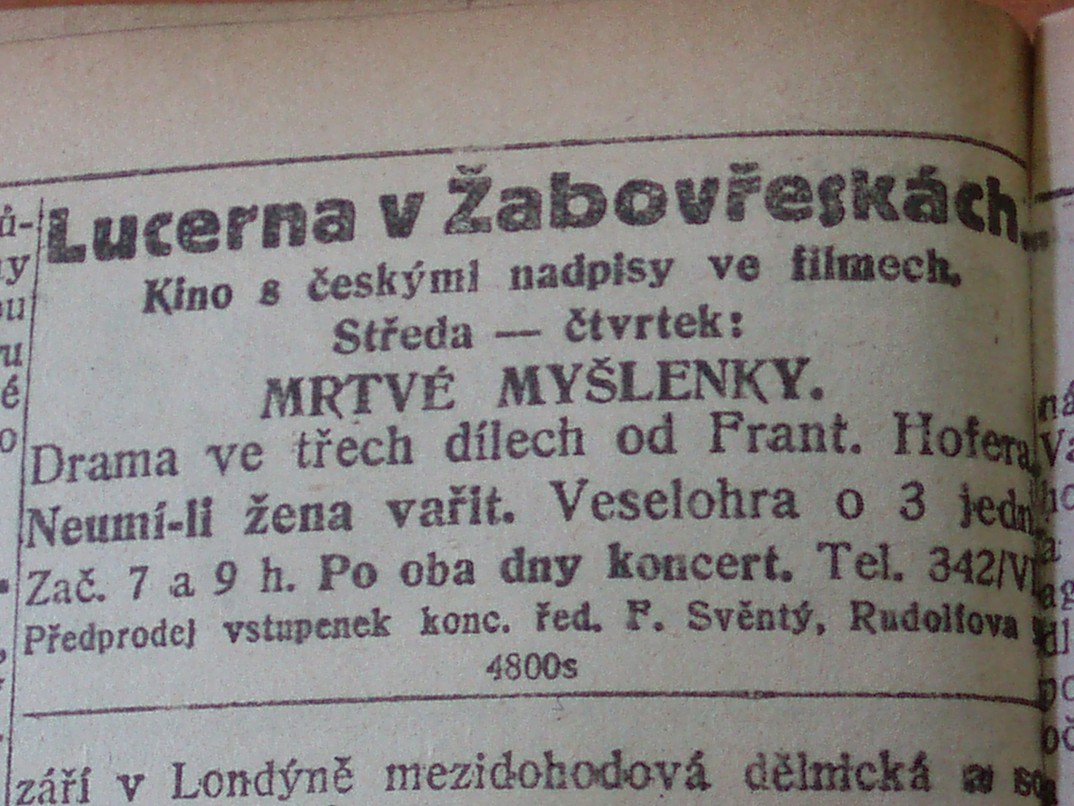 Lucerna v Žabovřeskách.
Kino s českými nadpisy ve filmech.
Středa — čtvrtek:
MRTVÉ MYŠLENKY.
Drama ve třech dílech od Frant. Hofera.
Neumí-li žena vařit. Veselohra o 3 jedn.
Zač. 7 a 9 h. Po oba dny koncert. Tel. 342/VI
Předprodej vstupenek konc. řed. F. Svěntý, Rudolfova
4800s
září v Londýně mezidohodová dělnická a so